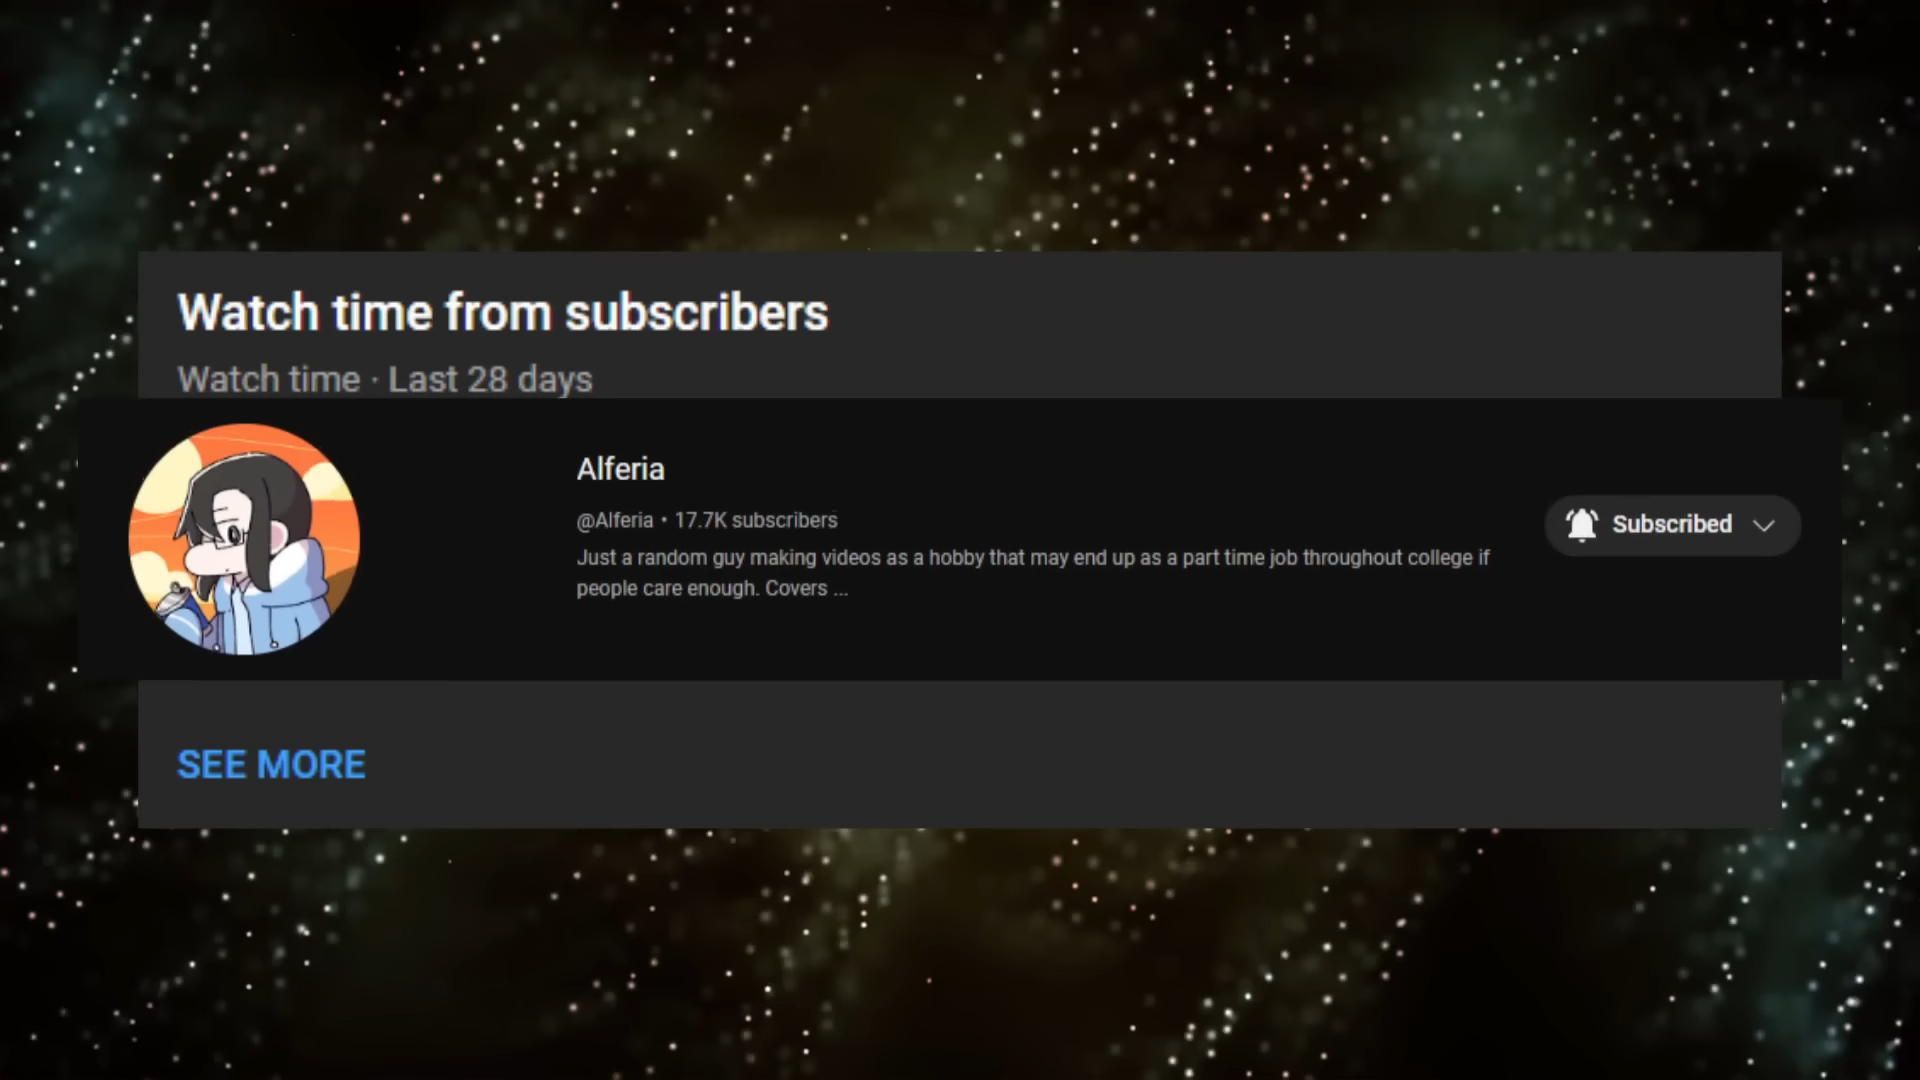 Watch time from subscribers
Watch time · Last 28 days
Alferia
@Alferia • 17.7K subscribers
Just a random guy making videos as a hobby that may end up as a part time job throughout college if
people care enough. Covers ...
Subscribed
SEE MORE